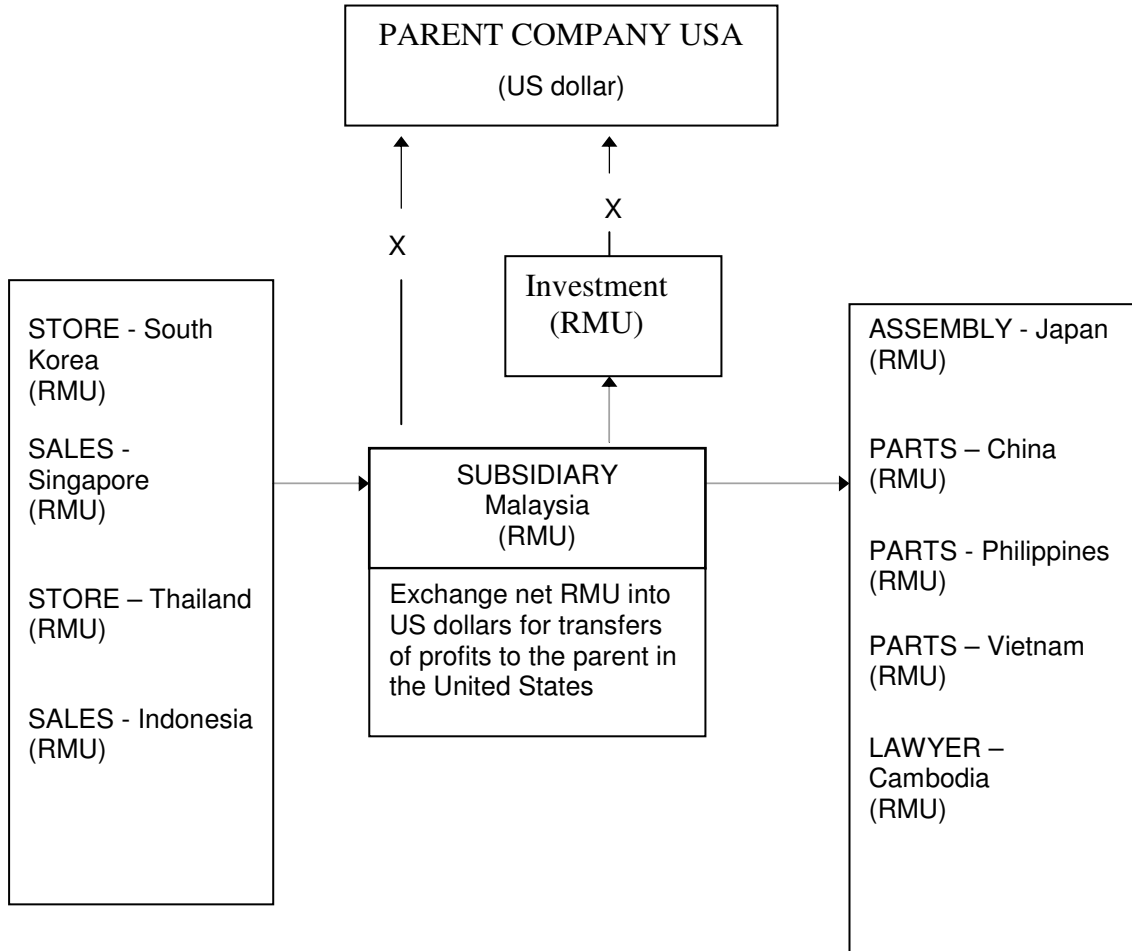 PARENT COMPANY USA
(US dollar)
X
X
Investment
(RMU)
STORE - South
Korea
(RMU)
SALES -
Singapore
(RMU)
STORE – Thailand
(RMU)
SALES - Indonesia
(RMU)
SUBSIDIARY
Malaysia
(RMU)
Exchange net RMU into
US dollars for transfers
of profits to the parent in
the United States
ASSEMBLY - Japan
(RMU)
PARTS – China
(RMU)
PARTS - Philippines
(RMU)
PARTS – Vietnam
(RMU)
LAWYER –
Cambodia
(RMU)